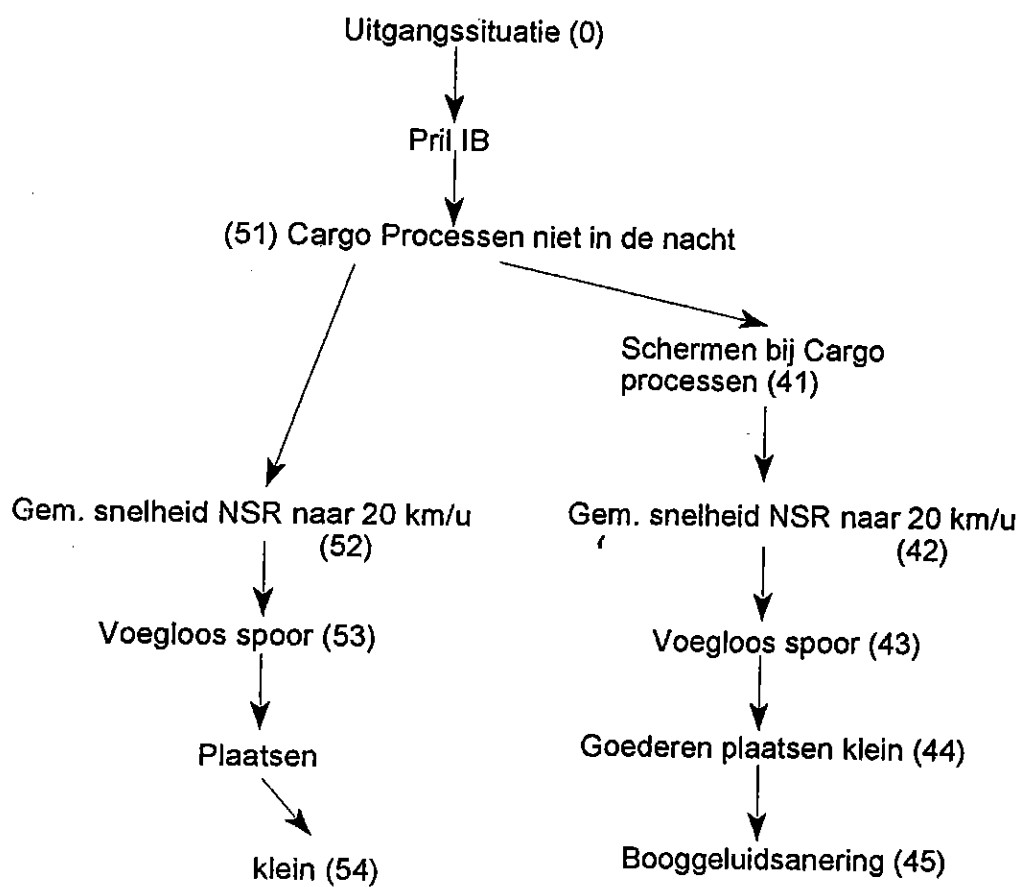 Uitgangssituatie (0)
Pril IB
(51) Cargo Processen niet in de nacht
Schermen bij Cargo
processen (41)
Gem. snelheid NSR naar 20 km/u
(52)
Gem. snelheid NSR naar 20 km/u
(42)
Voegloos spoor (53)
Voegloos spoor (43)
Plaatsen
Goederen plaatsen klein (44)
klein (54)
Booggeluidsanering (45)